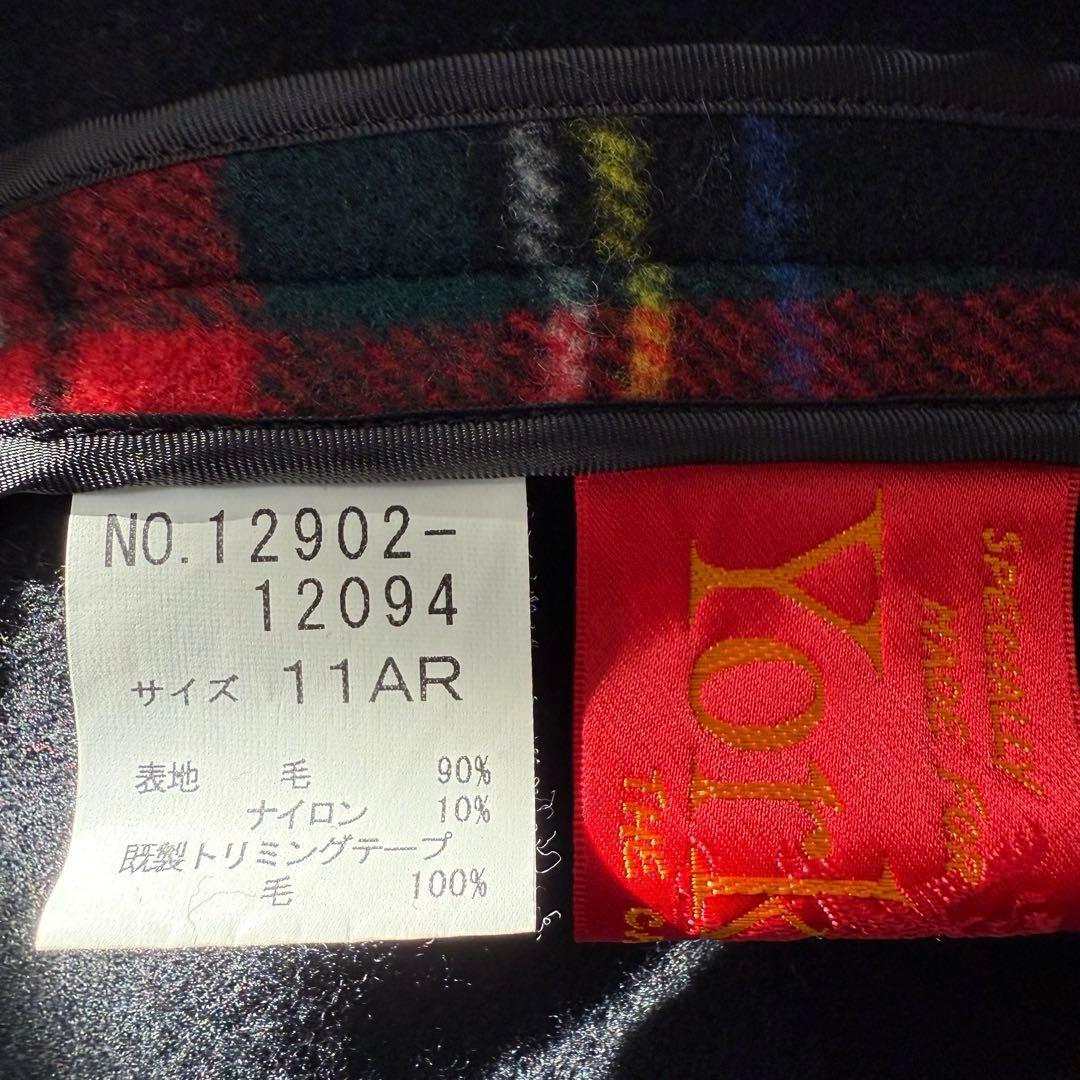 NO.12902-
12094
サイズ 11AR
表地 毛 90%
ナイロン 10%
既製トリミングテープ
毛 100%
SPECIALLY
MADE FOR
York
THE